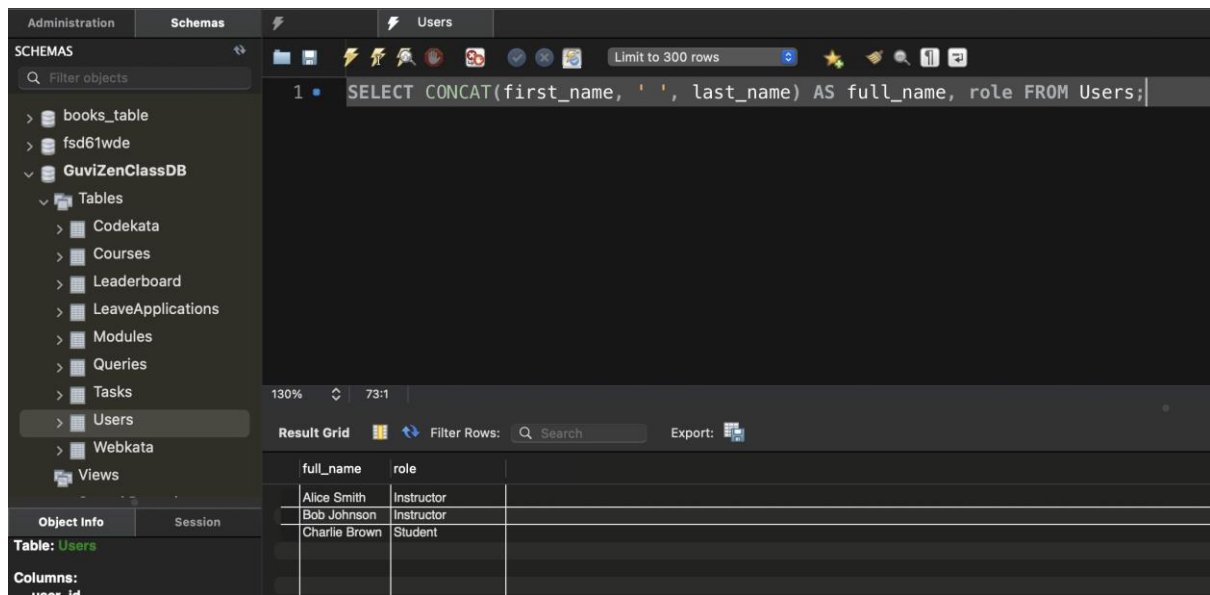 Administration Schemas Users
SCHEMAS
Filter objects
Limit to 300 rows
1 SELECT CONCAT(first_name, ' ', last_name) AS full_name, role FROM Users;
books_table
fsd61wde
GuviZenClassDB
Tables
Codekata
Courses
Leaderboard
LeaveApplications
Modules
Queries
Tasks
Users
Webkata
Views
Object Info Session
Table: Users
Columns:
user_id
130% 73:1
Result Grid Filter Rows: Search Export:
full_name role
Alice Smith Instructor
Bob Johnson Instructor
Charlie Brown Student